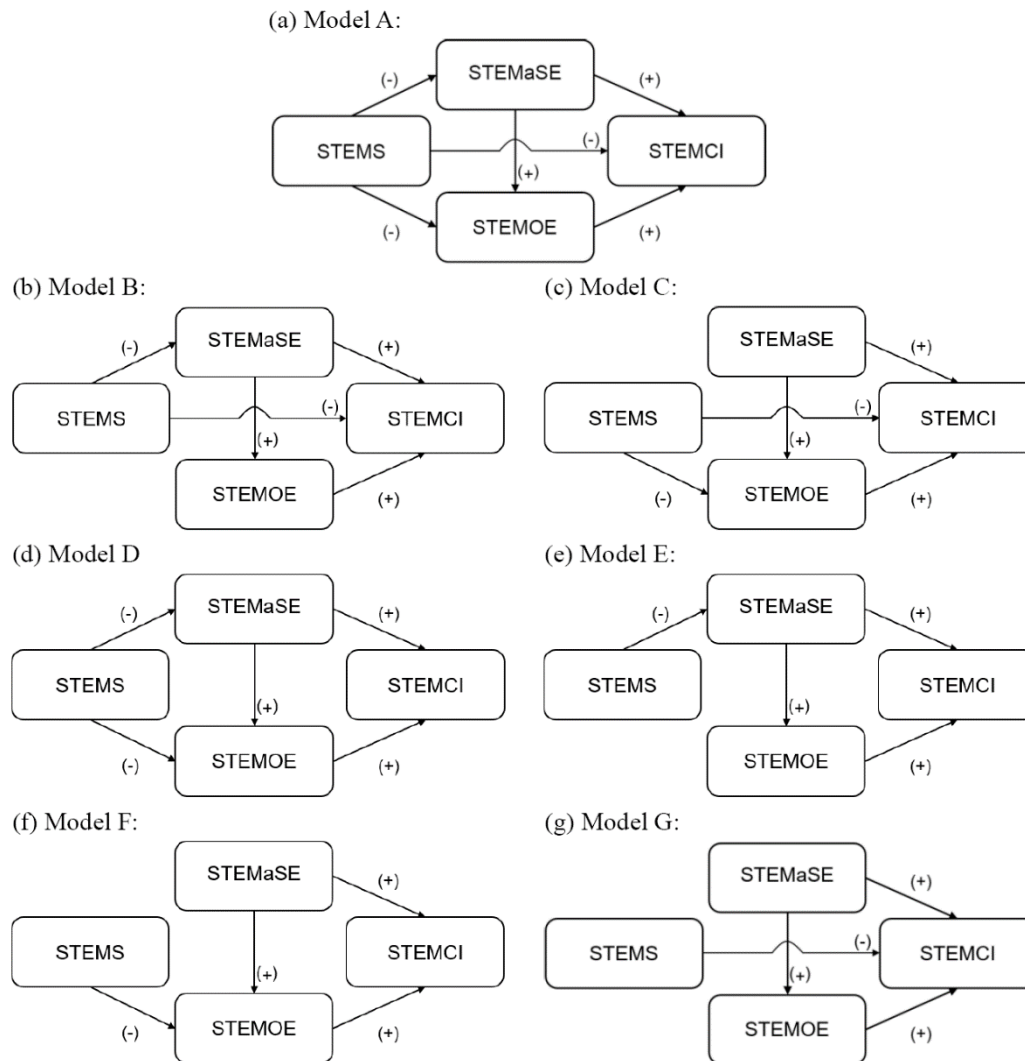 (a) Model A:
STEMaSE
(-)
(+)
STEMS
(-)
STEMCI
(+)
STEMOE
(-)
(+)
(b) Model B:
STEMaSE
(-)
(+)
STEMS
(-)
STEMCI
(+)
STEMOE
(+)
(c) Model C:
STEMaSE
(+)
STEMS
(-)
STEMCI
(+)
STEMOE
(-)
(+)
(d) Model D
STEMaSE
(-)
(+)
STEMS
STEMCI
(+)
STEMOE
(-)
(+)
(e) Model E:
STEMaSE
(-)
(+)
STEMS
STEMCI
(+)
STEMOE
(+)
(f) Model F:
STEMaSE
(+)
STEMS
STEMCI
(+)
STEMOE
(-)
(+)
(g) Model G:
STEMaSE
(+)
STEMS
(-)
STEMCI
(+)
STEMOE
(+)